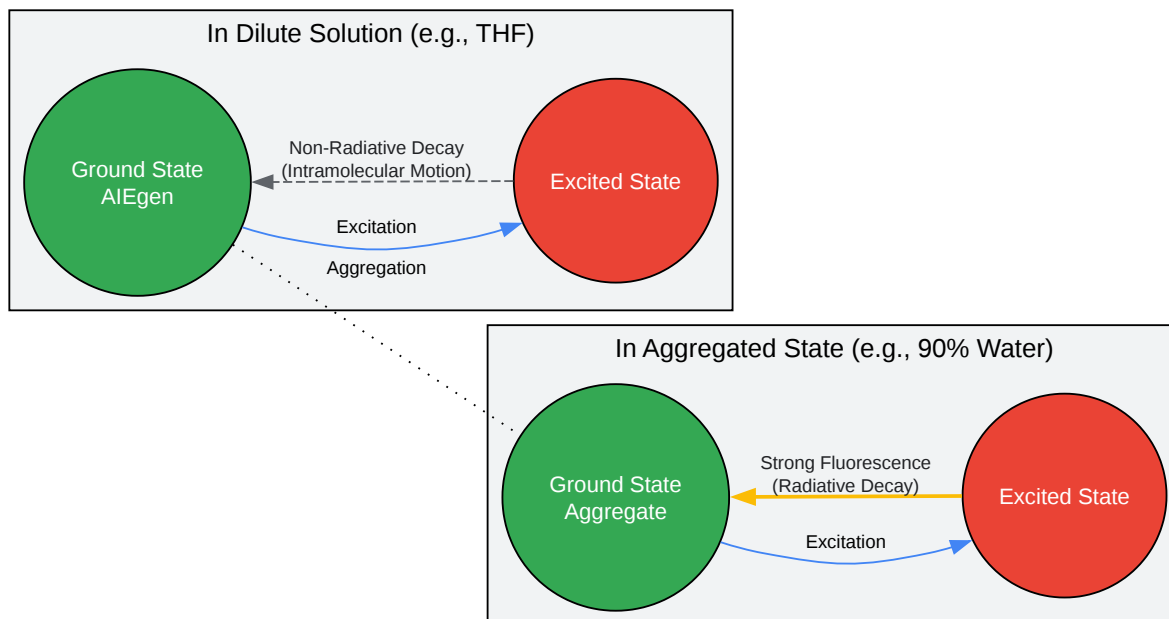 In Dilute Solution (e.g., THF)
Non-Radiative Decay
(Intramolecular Motion)
Ground State
AIEgen
Excited State
Excitation
Aggregation
In Aggregated State (e.g., 90% Water)
Strong Fluorescence
(Radiative Decay)
Ground State
Aggregate
Excited State
Excitation